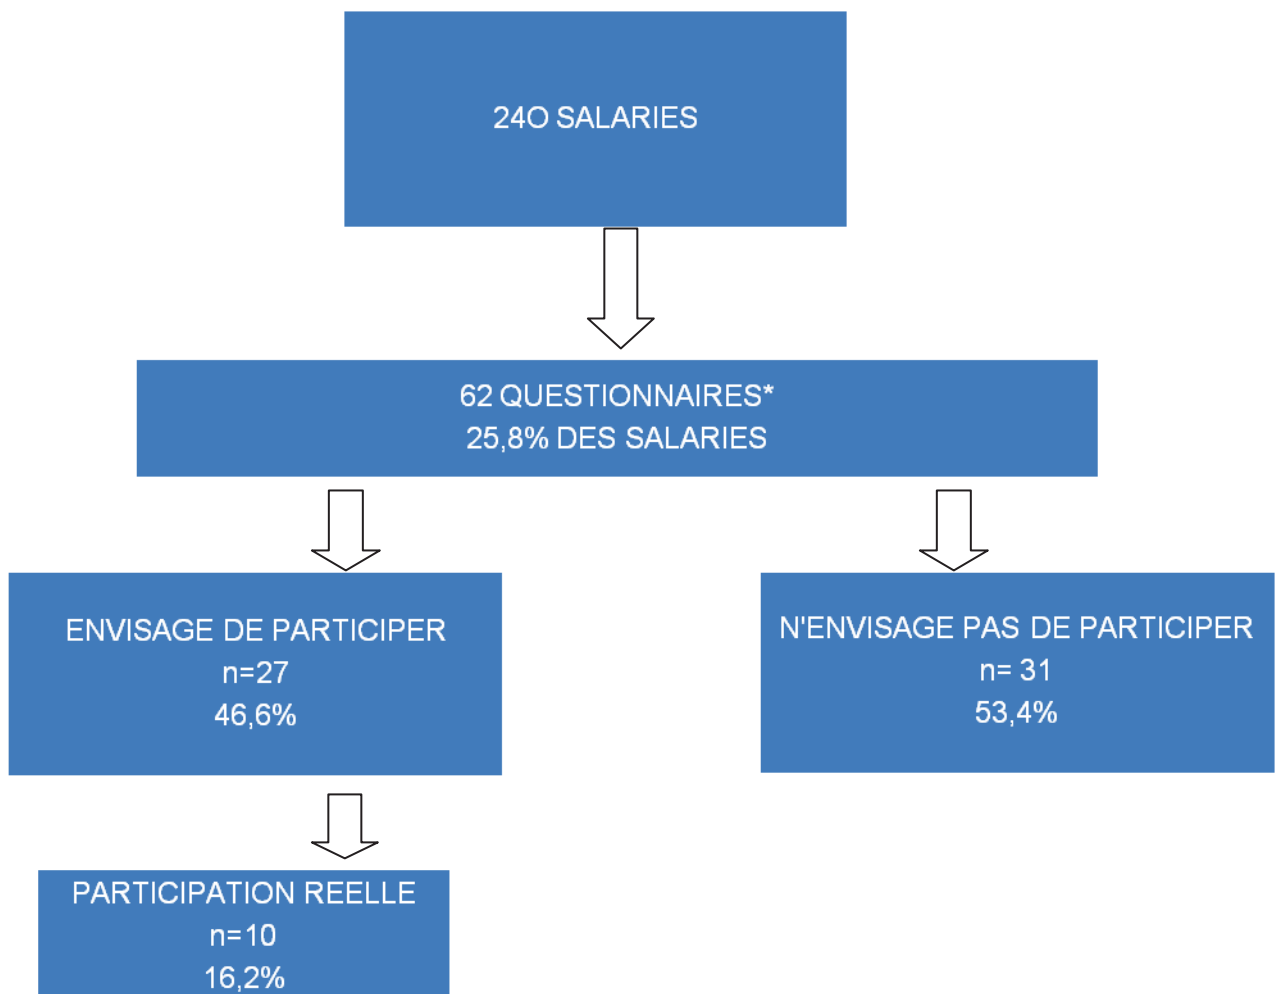 24O SALARIES
62 QUESTIONNAIRES*
25,8% DES SALARIES
ENVISAGE DE PARTICIPER
n=27
46,6%
N'ENVISAGE PAS DE PARTICIPER
n= 31
53,4%
PARTICIPATION REELLE
n=10
16,2%